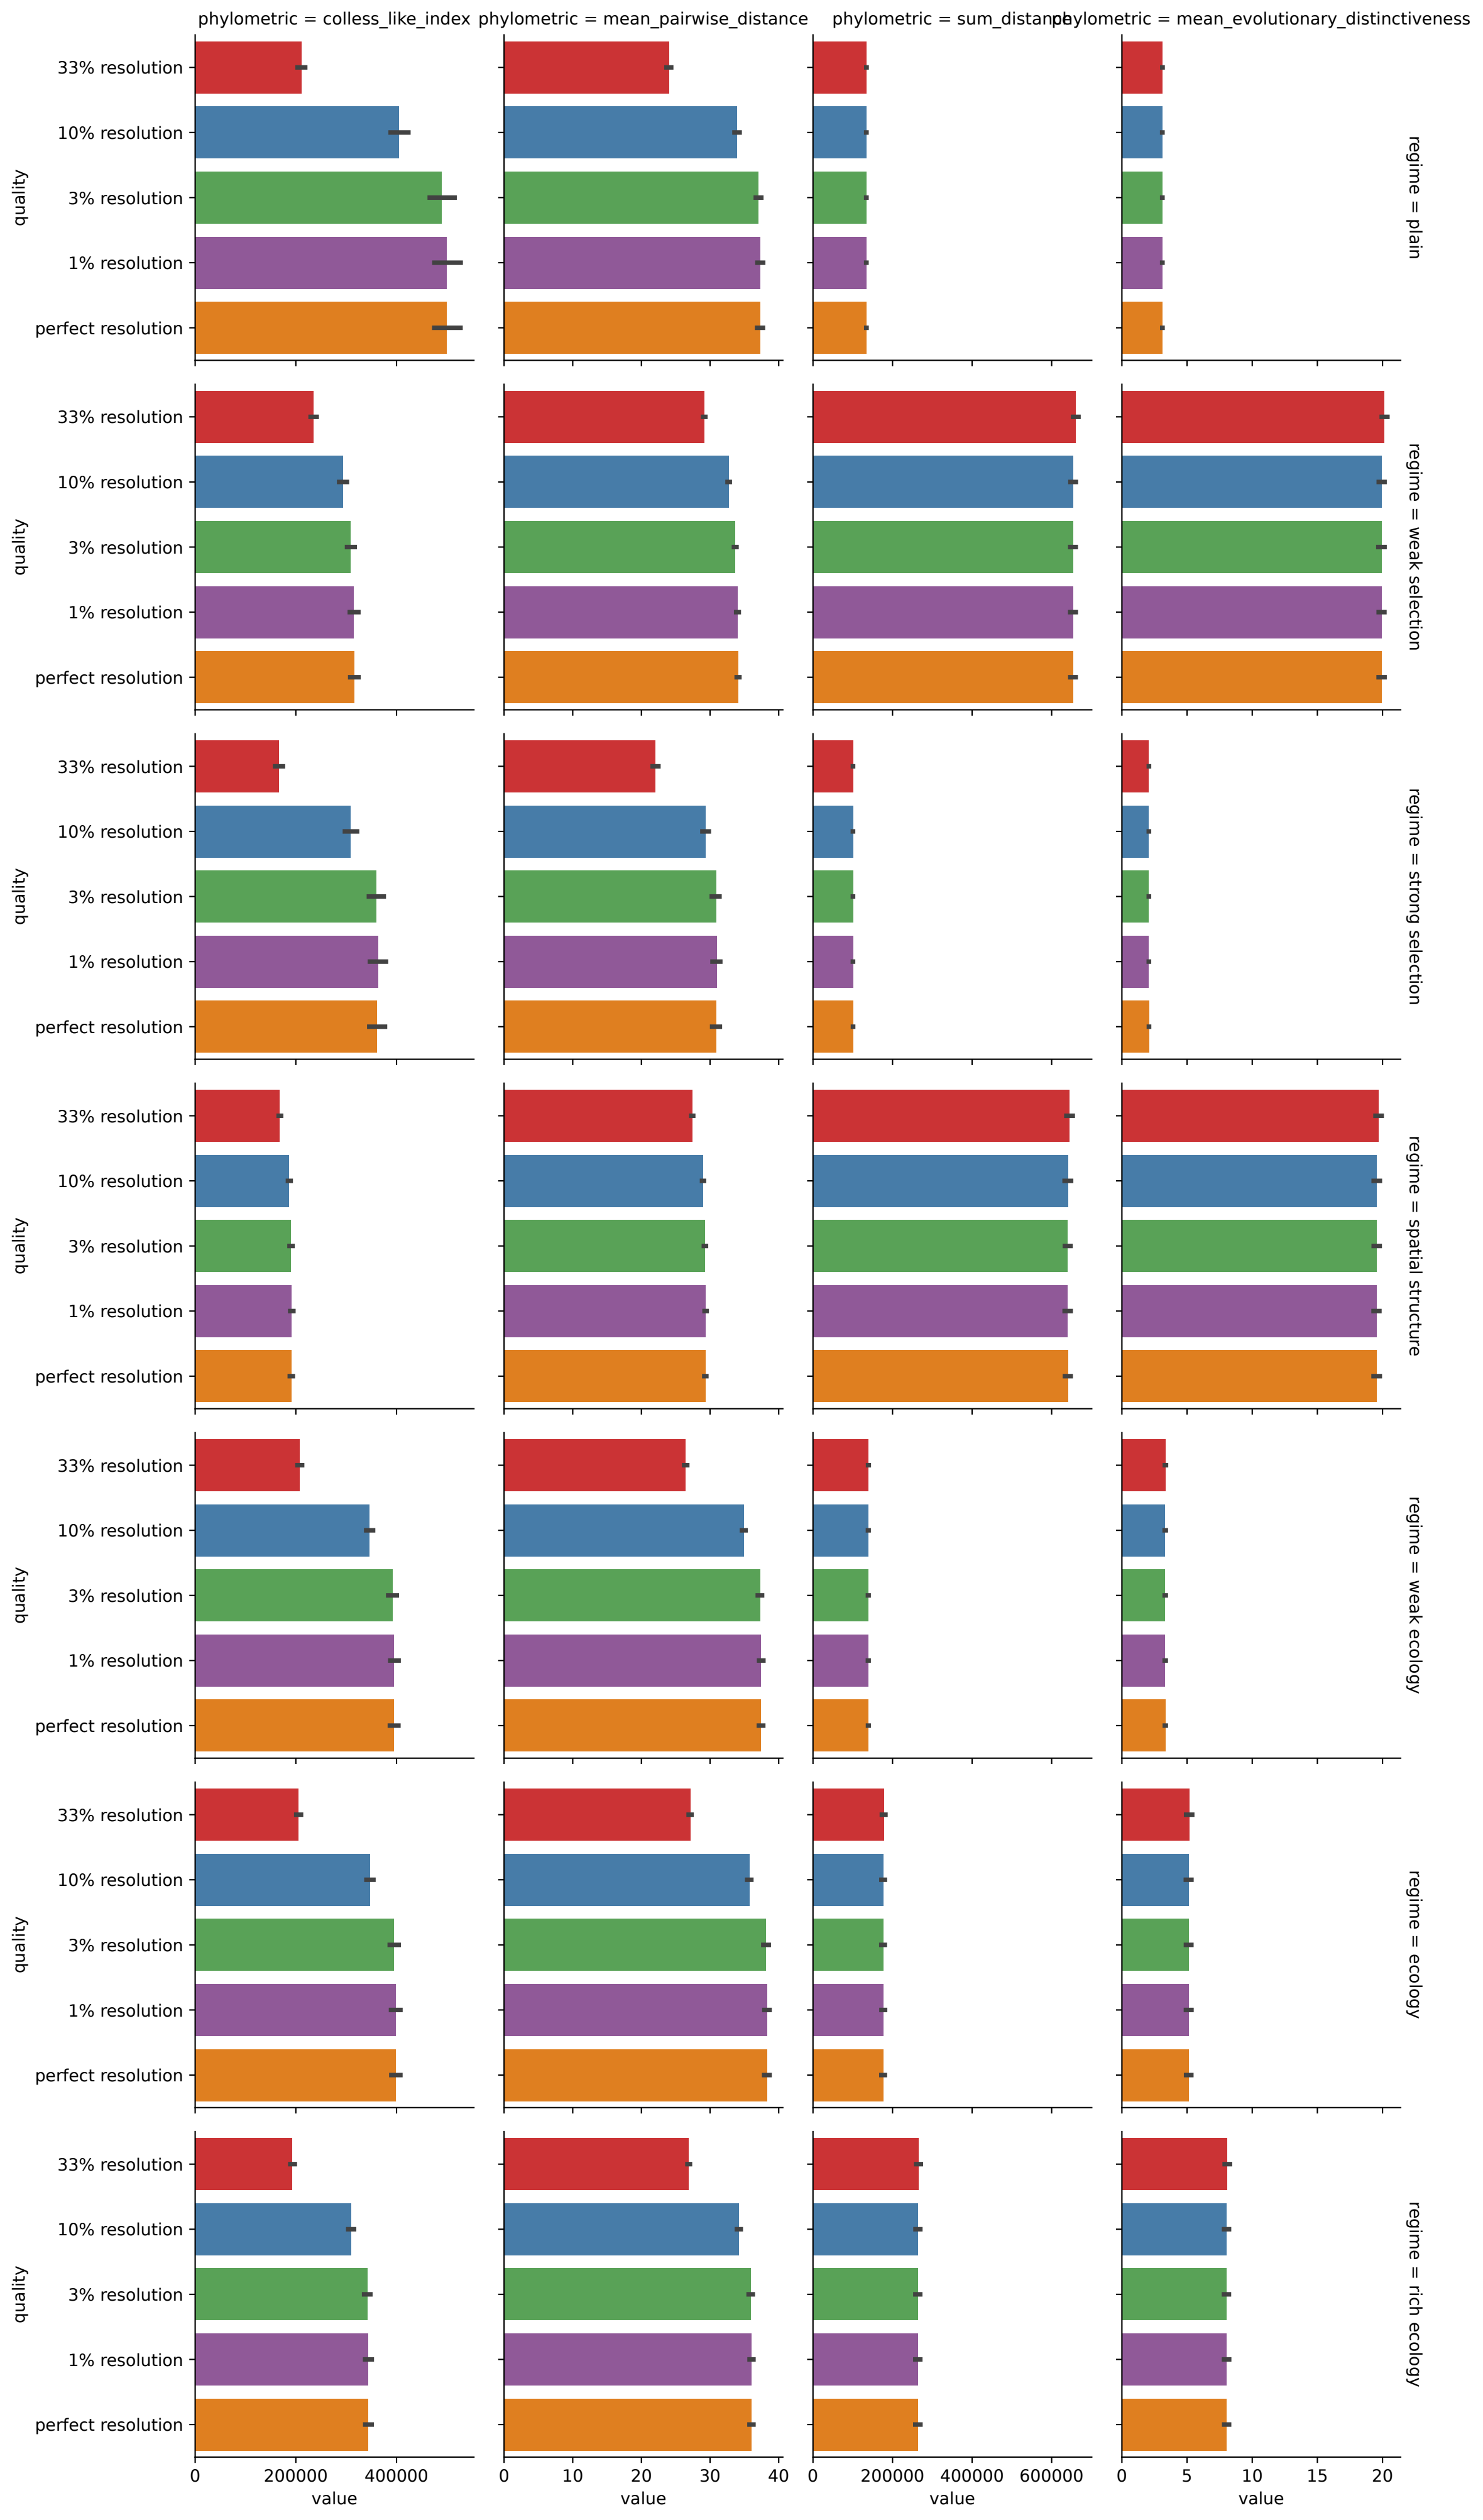 phylometric = colless_like_index
phylometric = mean_pairwise_distance
phylometric = sum_distance
phylometric = mean_evolutionary_distinctiveness
quality
33% resolution
10% resolution
3% resolution
1% resolution
perfect resolution
regime = plain
quality
33% resolution
10% resolution
3% resolution
1% resolution
perfect resolution
regime = weak selection
quality
33% resolution
10% resolution
3% resolution
1% resolution
perfect resolution
regime = strong selection
quality
33% resolution
10% resolution
3% resolution
1% resolution
perfect resolution
regime = spatial structure
quality
33% resolution
10% resolution
3% resolution
1% resolution
perfect resolution
regime = weak ecology
quality
33% resolution
10% resolution
3% resolution
1% resolution
perfect resolution
regime = ecology
quality
33% resolution
10% resolution
3% resolution
1% resolution
perfect resolution
regime = rich ecology
0 200000 400000
0 10 20 30 40
0 200000 400000 600000
0 5 10 15 20
value
value
value
value